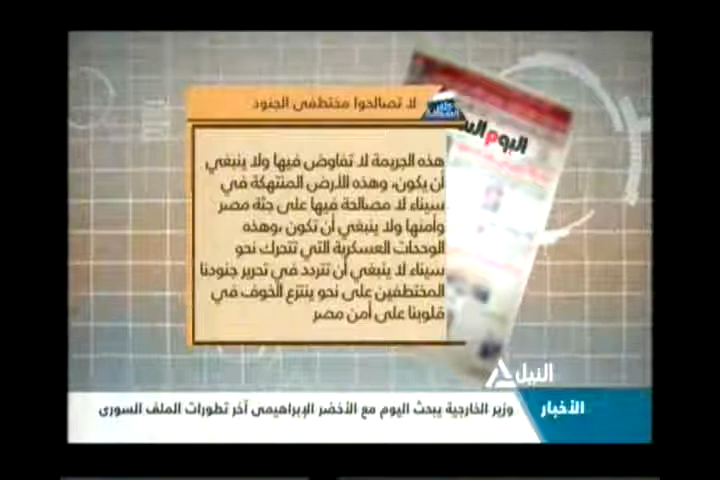 لا تصالحوا مختطفى الجنود
اليوم
هذه الجريمة لا تفاوض فيها ولا ينبغي
أن يكون، وهذه الأرض المنتهكة في
سيناء لا مصالحة فيها على جثة مصر
وأمنها ولا ينبغي أن تكون ،وهذه
الوحدات العسكرية التي تتحرك نحو
سيناء لا ينبغي أن تتردد في تحرير جنودنا
المختطفين على نحو ينتزع الخوف في
قلوبنا على أمن مصر
النيل
الأخبار
وزير الخارجية يبحث اليوم مع الأخضر الإبراهيمى آخر تطورات الملف السورى